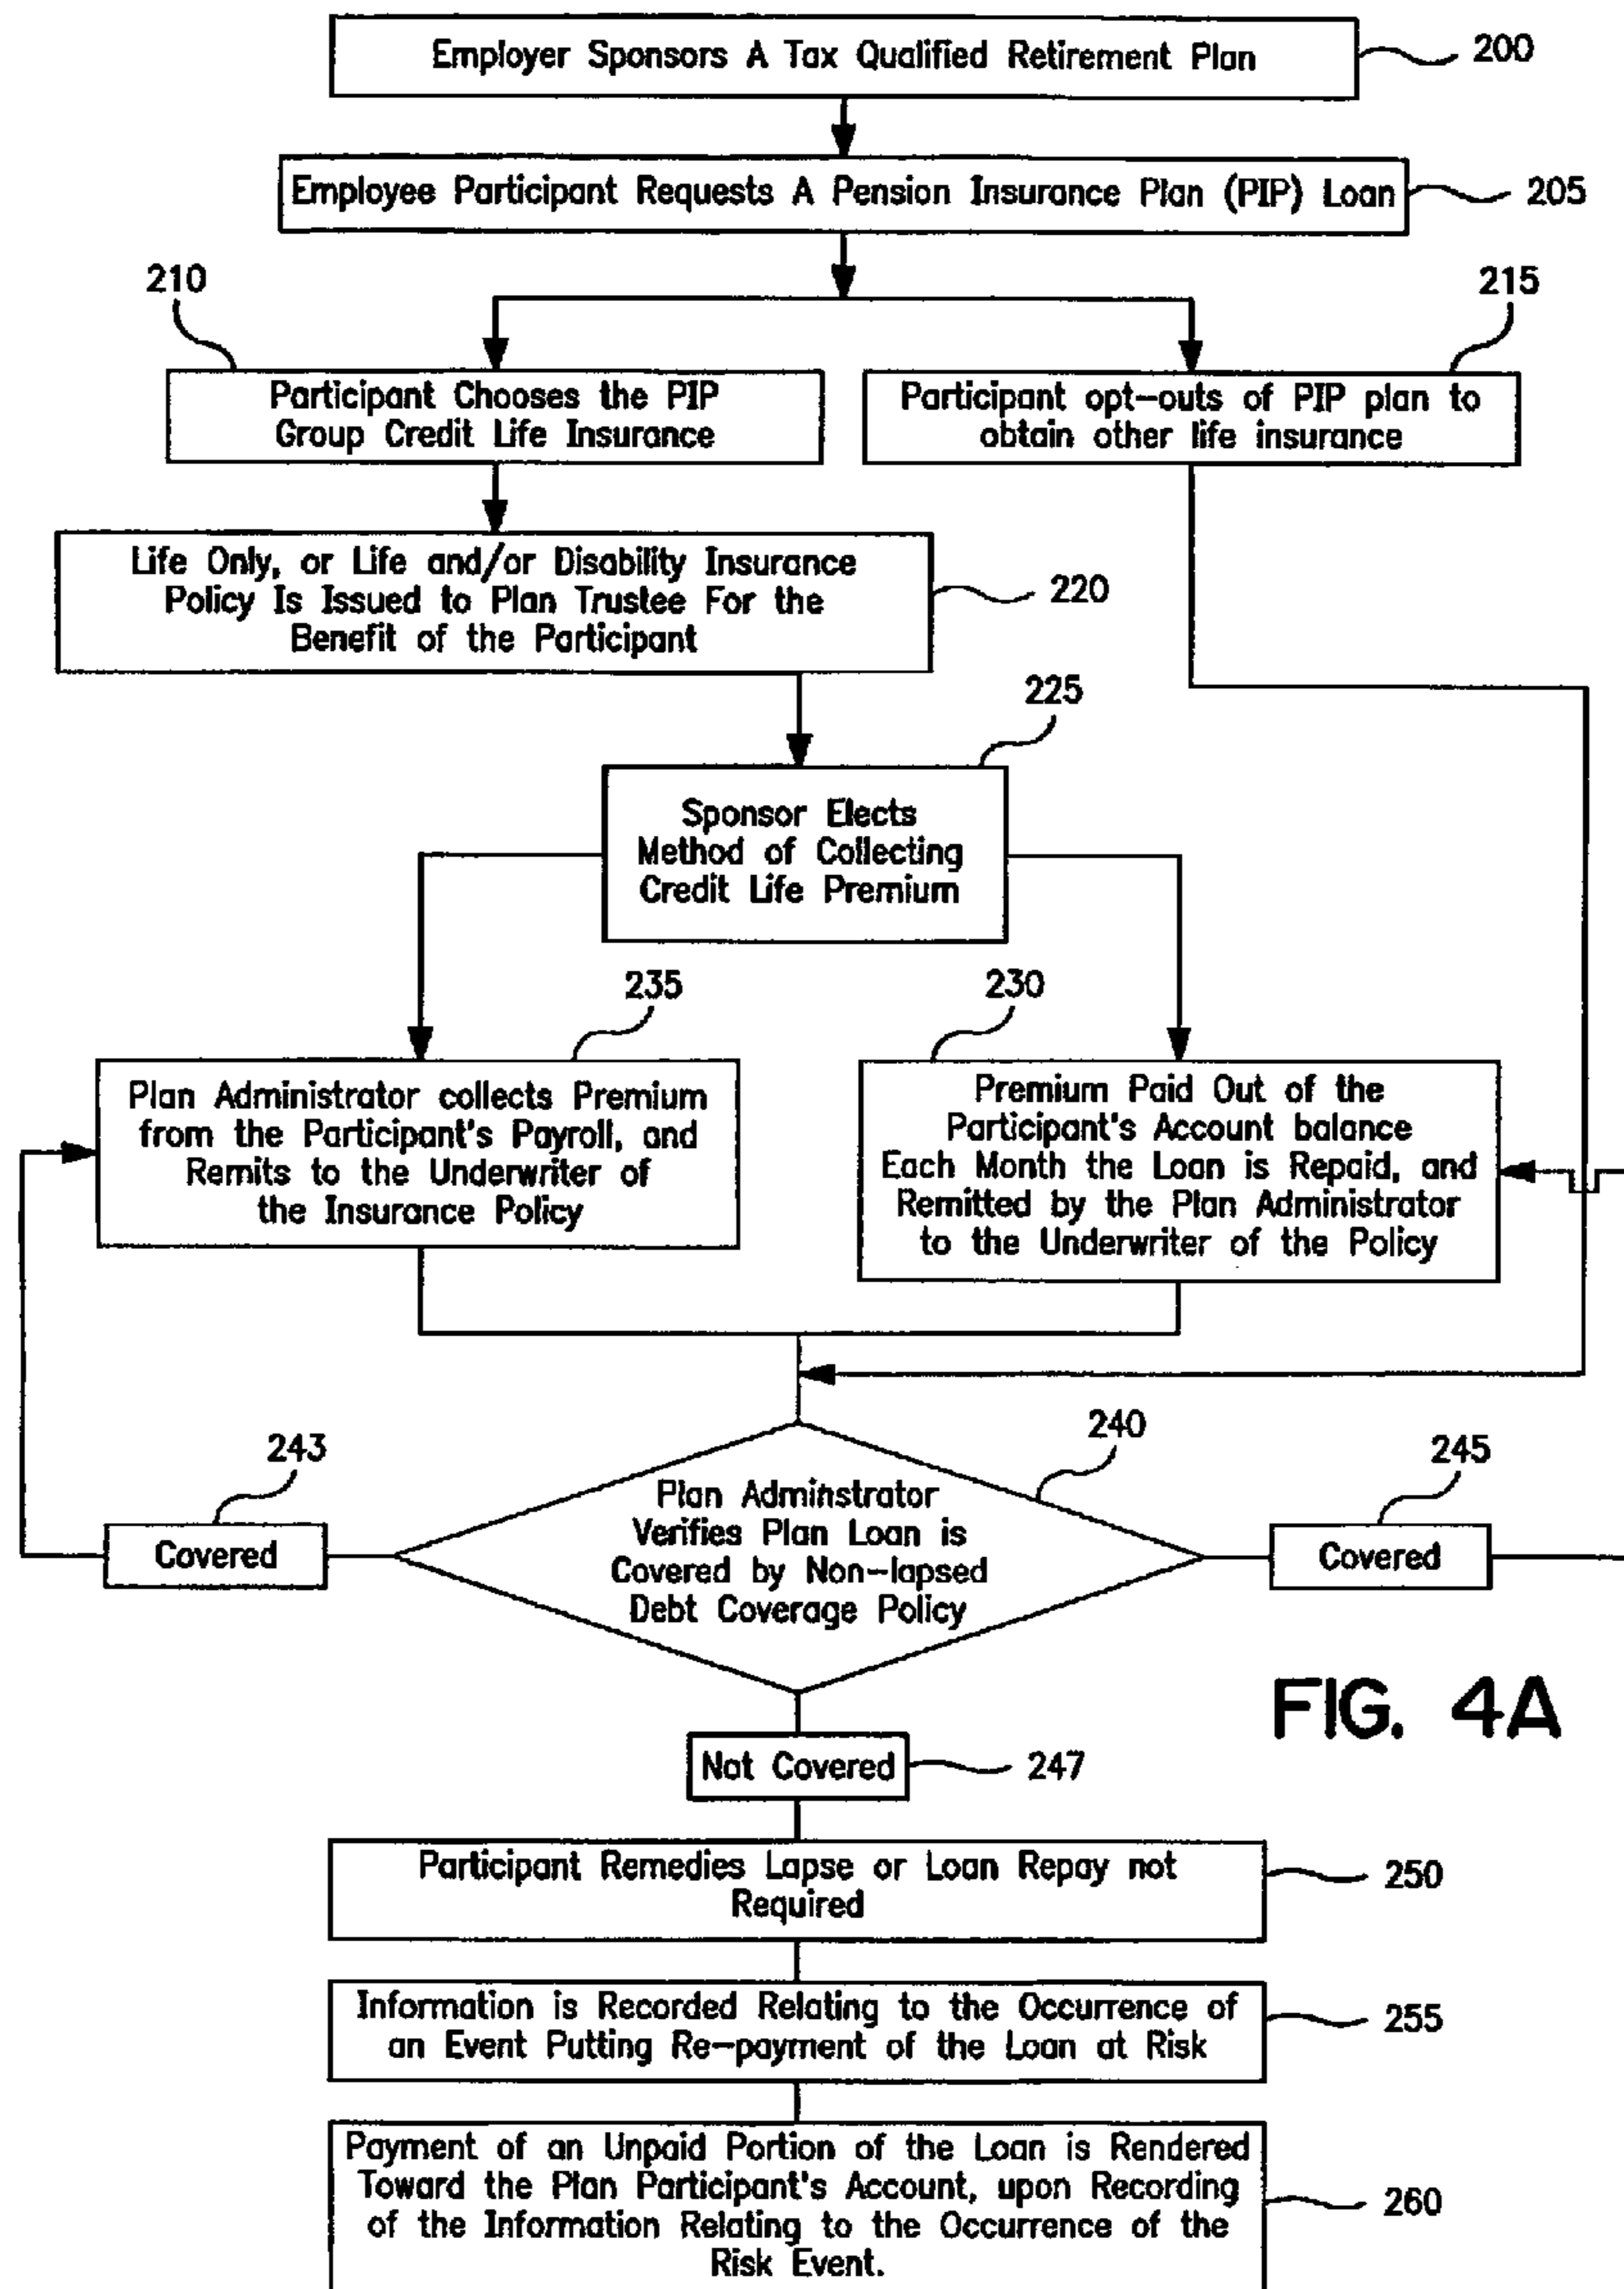 Employer Sponsors A Tax Qualified Retirement Plan
200
Employee Participant Requests A Pension Insurance Plan (PIP) Loan
205
210
215
Participant Chooses the PIP
Group Credit Life Insurance
Participant opt-outs of PIP plan to
obtain other life insurance
Life Only, or Life and/or Disability Insurance
Policy Is Issued to Plan Trustee For the
Benefit of the Participant
220
225
Sponsor Elects
Method of Collecting
Credit Life Premium
235
230
Plan Administrator collects Premium
from the Participant's Payroll, and
Remits to the Underwriter of
the Insurance Policy
Premium Paid Out of the
Participant's Account balance
Each Month the Loan is Repaid, and
Remitted by the Plan Administrator
to the Underwriter of the Policy
243
240
245
Covered
Plan Adminstrator
Verifies Plan Loan is
Covered by Non-lapsed
Debt Coverage Policy
Covered
FIG. 4A
Not Covered
247
Participant Remedies Lapse or Loan Repay not
Required
250
Information is Recorded Relating to the Occurrence of
an Event Putting Re-payment of the Loan at Risk
255
Payment of an Unpaid Portion of the Loan is Rendered
Toward the Plan Participant's Account, upon Recording
of the Information Relating to the Occurrence of the
Risk Event.
260